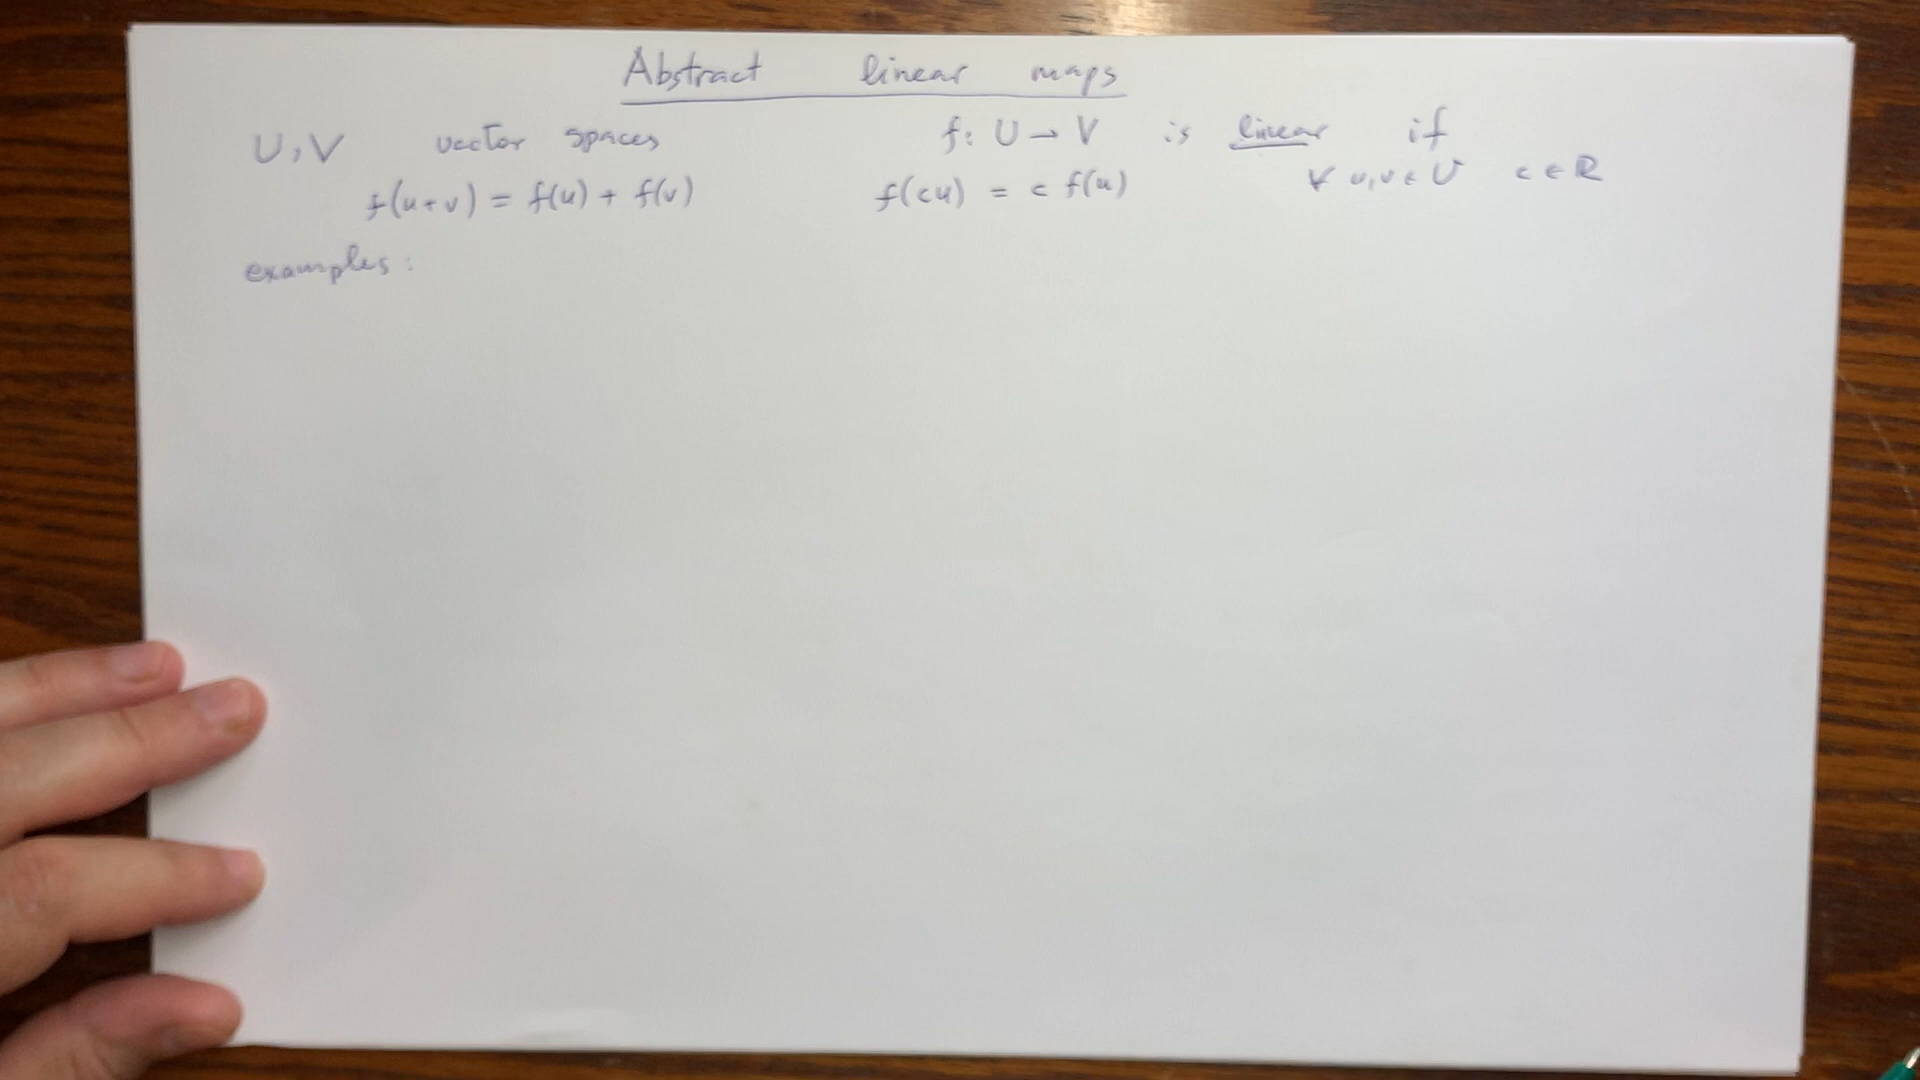 Abstract linear maps
U, V vector spaces f: U → V is linear if
f(u+v) = f(u) + f(v) f(cu) = c f(u) ∀ u,v ∈ U c ∈ ℝ
examples: